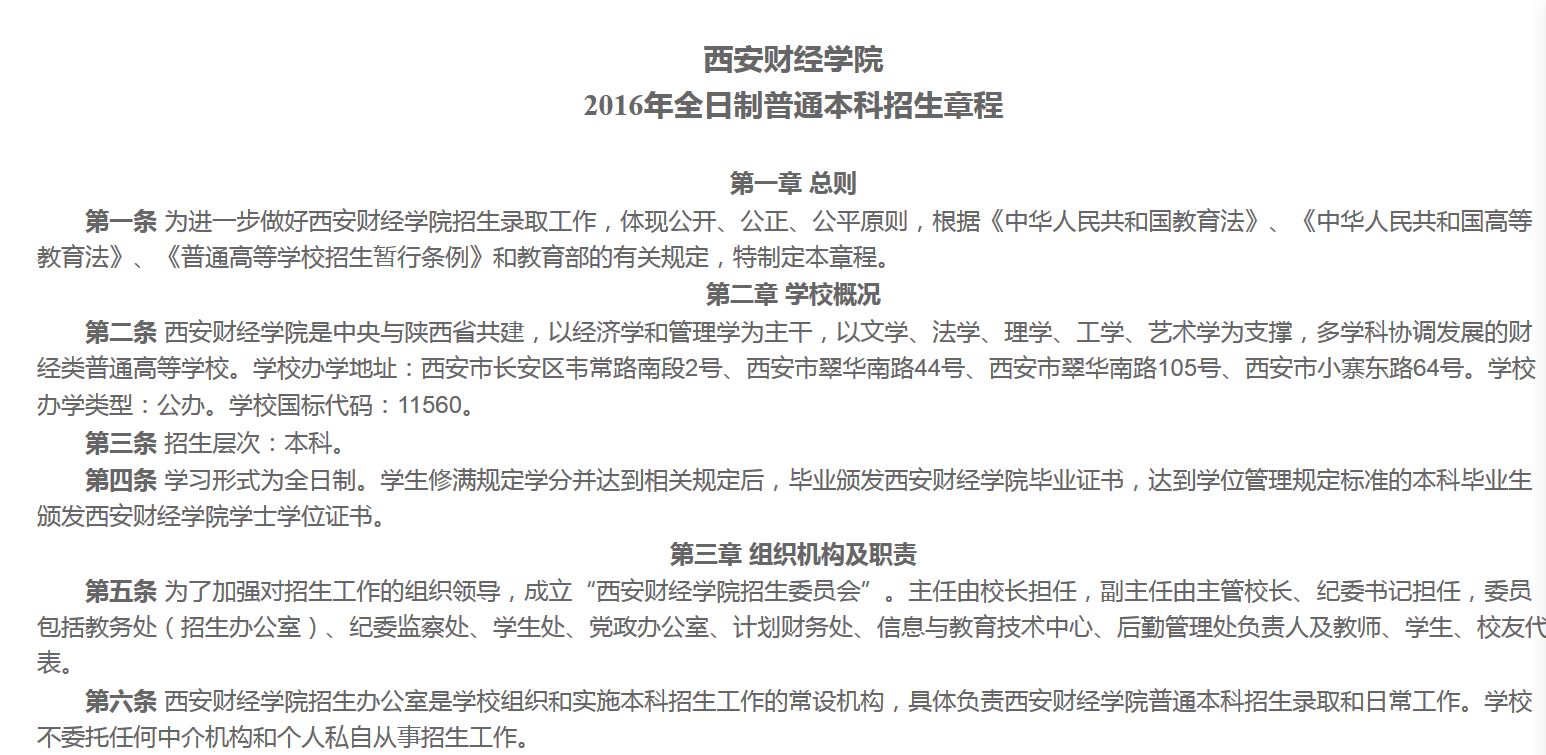 西安财经学院
2016年全日制普通本科招生章程
第一章 总则
第一条 为进一步做好西安财经学院招生录取工作，体现公开、公正、公平原则，根据《中华人民共和国教育法》、《中华人民共和国高等
教育法》、《普通高等学校招生暂行条例》和教育部的有关规定，特制定本章程。
第二章 学校概况
第二条 西安财经学院是中央与陕西省共建，以经济学和管理学为主干，以文学、法学、理学、工学、艺术学为支撑，多学科协调发展的财
经类普通高等学校。学校办学地址：西安市长安区韦常路南段2号、西安市翠华南路44号、西安市翠华南路105号、西安市小寨东路64号。学校
办学类型：公办。学校国标代码：11560。
第三条 招生层次：本科。
第四条 学习形式为全日制。学生修满规定学分并达到相关规定后，毕业颁发西安财经学院毕业证书，达到学位管理规定标准的本科毕业生
颁发西安财经学院学士学位证书。
第三章 组织机构及职责
第五条 为了加强对招生工作的组织领导，成立“西安财经学院招生委员会”。主任由校长担任，副主任由主管校长、纪委书记担任，委员
包括教务处（招生办公室）、纪委监察处、学生处、党政办公室、计划财务处、信息与教育技术中心、后勤管理处负责人及教师、学生、校友代
表。
第六条 西安财经学院招生办公室是学校组织和实施本科招生工作的常设机构，具体负责西安财经学院普通本科招生录取和日常工作。学校
不委托任何中介机构和个人私自从事招生工作。